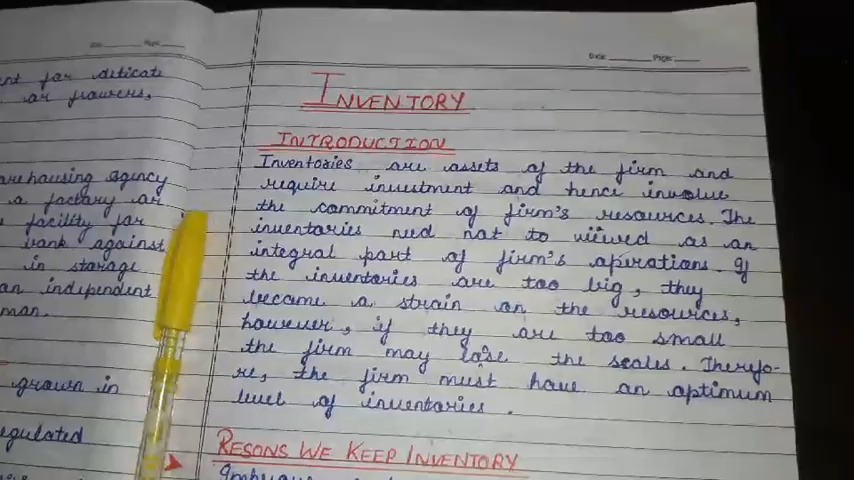 Date Page
nt for delicate
or flowers,
arehousing agency
a factory or
e facility for
bank against
in storage
an independent
man.
grown in
egulated
Date Page
INVENTORY
INTRODUCTION
Inventories are assets of the firm and
require investment and hence involve
the commitment of firm's resources. The
inventories need not to viewed as an
integral part of firm's operations. If
the inventories are too big, they
become a strain on the resources,
however, if they are too small
the firm may lose the scales. Therefo-
re, the firm must have an optimum
level of inventories.
RESONS WE KEEP INVENTORY